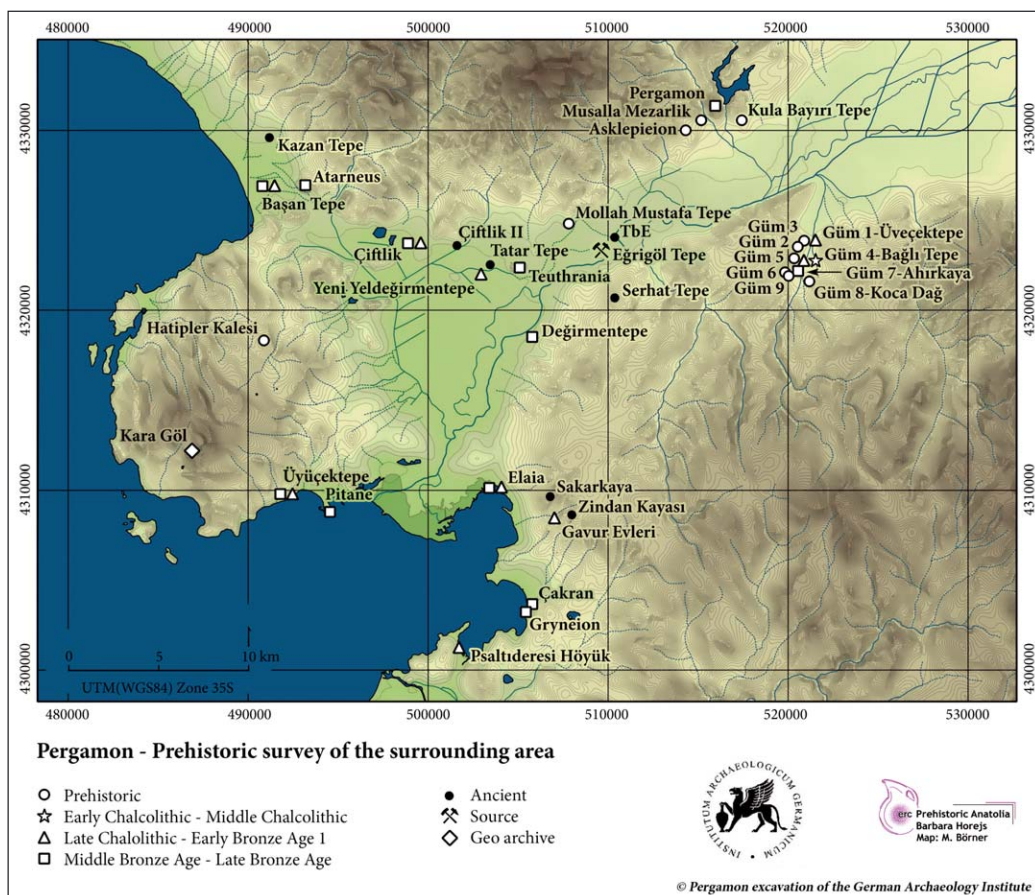 480000 490000 500000 510000 520000 530000
4330000 4330000
4320000 4320000
4310000 4310000
4300000 4300000
Pergamon
Musalla Mezarlik
Kula Bayırı Tepe
Asklepieion
Kazan Tepe
Atarneus
Başan Tepe
Mollah Mustafa Tepe
Çiftlik II
TbE
Çiftlik
Tatar Tepe
Eğrigöl Tepe
Teuthrania
Yeni Yeldeğirmentepe
Serhat Tepe
Güm 3
Güm 2
Güm 1-Üveçektepe
Güm 5
Güm 4-Bağlı Tepe
Güm 6
Güm 7-Ahırkaya
Güm 9
Güm 8-Koca Dağ
Hatipler Kalesi
Değirmentepe
Kara Göl
Üyüçektepe
Pitane
Elaia
Sakarkaya
Zindan Kayası
Gavur Evleri
Çakran
Gryneion
Psaltıderesi Höyük
0 5 10 km
UTM(WGS84) Zone 35S
480000 490000 500000 510000 520000 530000
Pergamon - Prehistoric survey of the surrounding area
Prehistoric
Early Chalcolithic - Middle Chalcolithic
Late Chalolithic - Early Bronze Age 1
Middle Bronze Age - Late Bronze Age
Ancient
Source
Geo archive
INSTITUTUM ARCHAEOLOGICUM GERMANICUM
erc Prehistoric Anatolia
Barbara Horejs
Map: M. Börner
© Pergamon excavation of the German Archaeology Institute